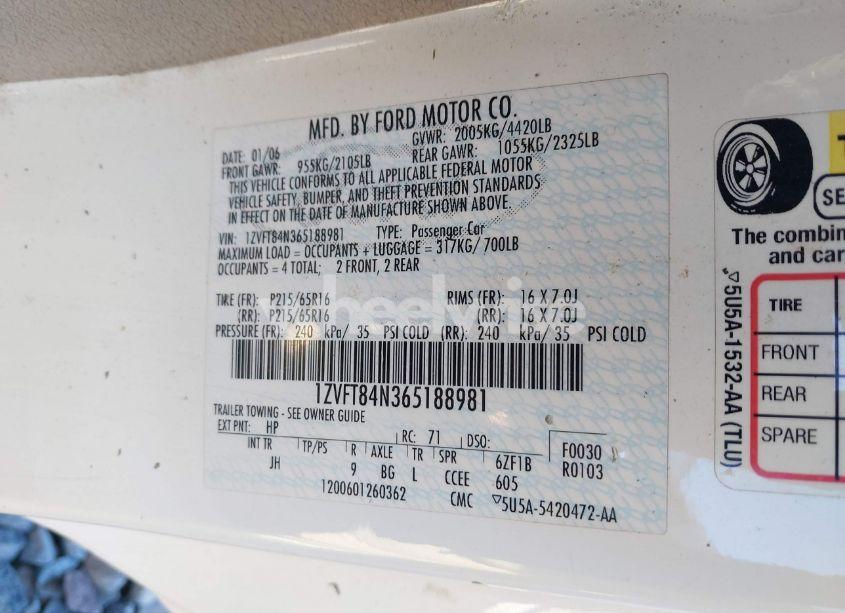 MFD. BY FORD MOTOR CO.
DATE: 01/06 GVWR: 2005KG/4420LB
FRONT GAWR: 955KG/2105LB REAR GAWR: 1055KG/2325LB
THIS VEHICLE CONFORMS TO ALL APPLICABLE FEDERAL MOTOR
VEHICLE SAFETY, BUMPER, AND THEFT PREVENTION STANDARDS
IN EFFECT ON THE DATE OF MANUFACTURE SHOWN ABOVE.
VIN: 1ZVFT84N365188981 TYPE: Passenger Car
MAXIMUM LOAD = OCCUPANTS + LUGGAGE = 317KG/ 700LB
OCCUPANTS = 4 TOTAL; 2 FRONT, 2 REAR
TIRE (FR): P215/65R16 RIMS (FR): 16 X 7.0J
(RR): P215/65R16 (RR): 16 X 7.0J
PRESSURE (FR): 240 kPa/ 35 PSI COLD (RR): 240 kPa/ 35 PSI COLD
1ZVFT84N365188981
TRAILER TOWING - SEE OWNER GUIDE
EXT PNT: HP RC: 71 DSO: F0030
INT TR TP/PS R AXLE TR SPR 6ZF1B R0103
JH 9 BG L CCEE 605
1200601260362 CMC ▽5U5A-5420472-AA
T
SE
The combin
and car
TIRE
FRONT
REAR
SPARE
▽5U5A-1532-AA (TLU)